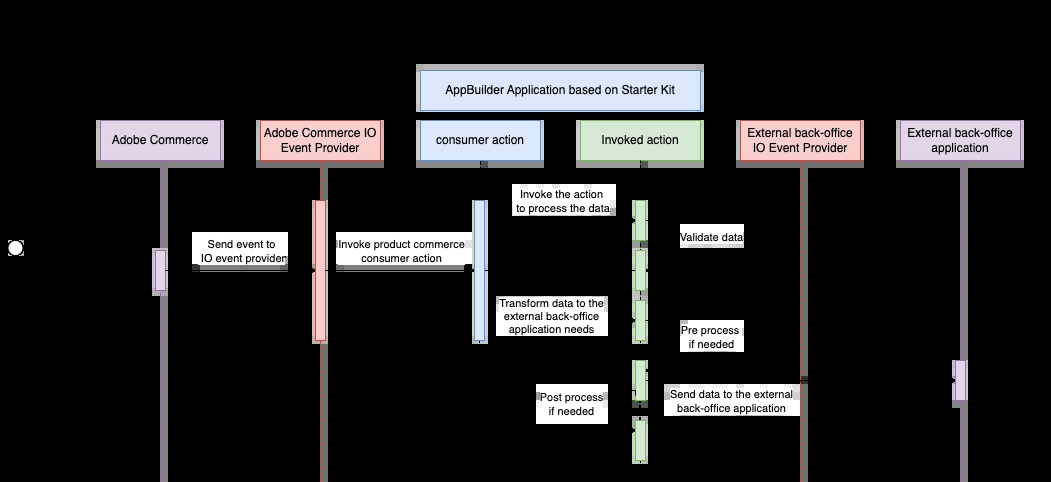 AppBuilder Application based on Starter Kit
Adobe Commerce
Adobe Commerce IO
Event Provider
consumer action
Invoked action
External back-office
IO Event Provider
External back-office
application
Invoke the action
to process the data
Validate data
Send event to
IO event provider
Invoke product commerce
consumer action
Transform data to the
external back-office
application needs
Pre process
if needed
Post process
if needed
Send data to the external
back-office application